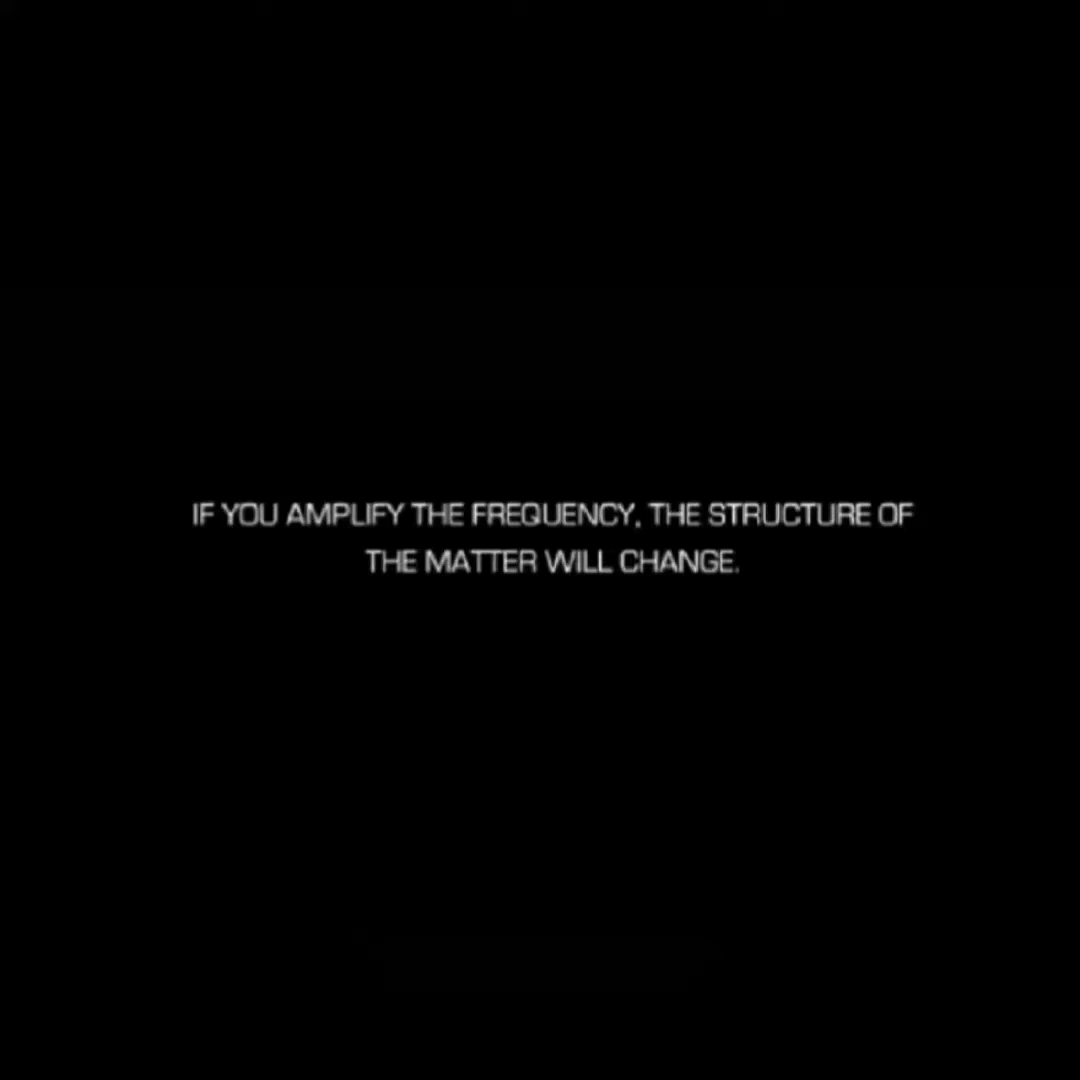 IF YOU AMPLIFY THE FREQUENCY, THE STRUCTURE OF
THE MATTER WILL CHANGE.